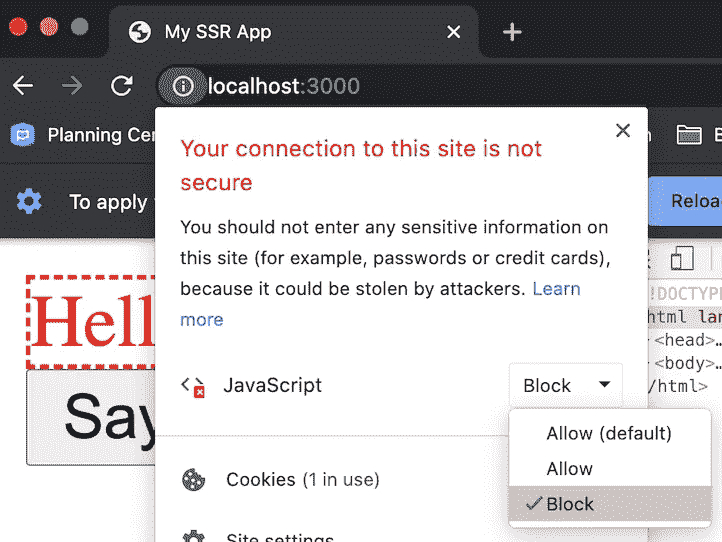 My SSR App
localhost:3000
Planning Ce
To apply
Reloa
Your connection to this site is not
secure
You should not enter any sensitive information on
this site (for example, passwords or credit cards),
because it could be stolen by attackers. Learn
more
Hell
Say
JavaScript
Block
Allow (default)
Allow
Block
Cookies (1 in use)
Site settings
!DOCTYP
html lan
<head>…
<body>…
/html>